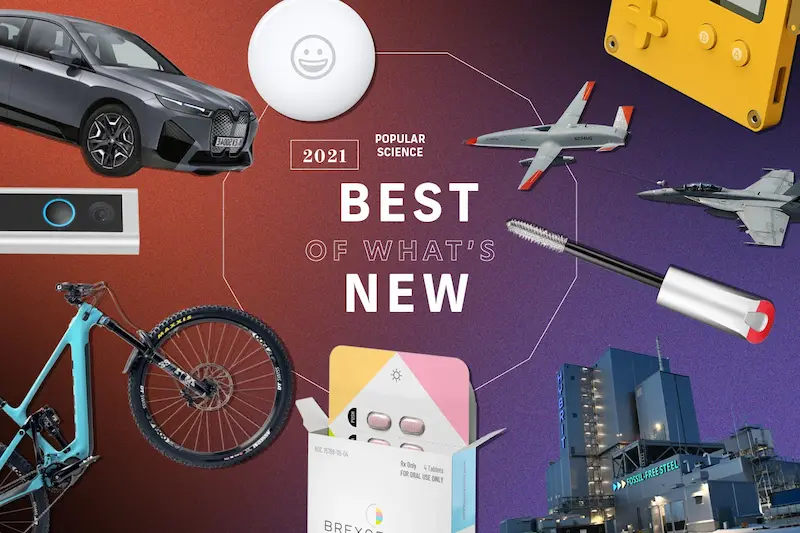 2021
POPULAR
SCIENCE
BEST
OF WHAT'S
NEW
B
A
MAXXIS
HYBRIT
FOSSIL-FREE STEEL
Rx Only
4 Tablets
FOR ORAL USE ONLY